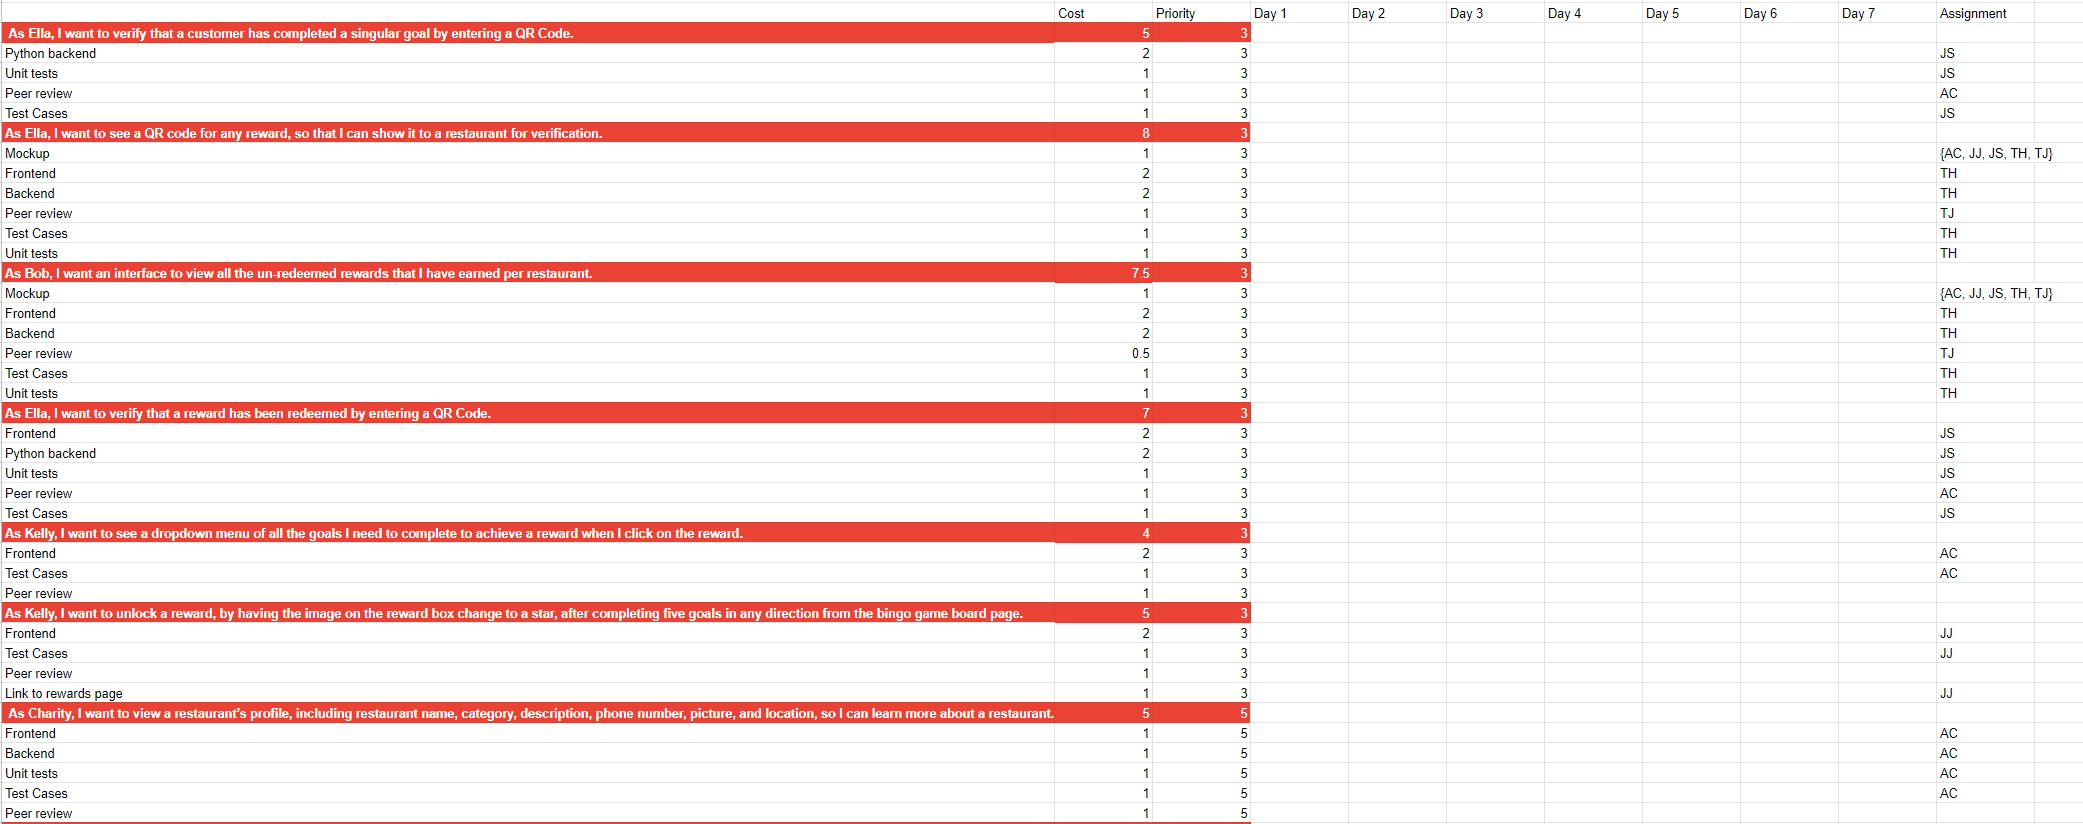 Cost Priority Day 1 Day 2 Day 3 Day 4 Day 5 Day 6 Day 7 Assignment
As Ella, I want to verify that a customer has completed a singular goal by entering a QR Code. 5 3
Python backend 2 3 JS
Unit tests 1 3 JS
Peer review 1 3 AC
Test Cases 1 3 JS
As Ella, I want to see a QR code for any reward, so that I can show it to a restaurant for verification. 8 3
Mockup 1 3 {AC, JJ, JS, TH, TJ}
Frontend 2 3 TH
Backend 2 3 TH
Peer review 1 3 TJ
Test Cases 1 3 TH
Unit tests 1 3 TH
As Bob, I want an interface to view all the un-redeemed rewards that I have earned per restaurant. 7.5 3
Mockup 1 3 {AC, JJ, JS, TH, TJ}
Frontend 2 3 TH
Backend 2 3 TH
Peer review 0.5 3 TJ
Test Cases 1 3 TH
Unit tests 1 3 TH
As Ella, I want to verify that a reward has been redeemed by entering a QR Code. 7 3
Frontend 2 3 JS
Python backend 2 3 JS
Unit tests 1 3 JS
Peer review 1 3 AC
Test Cases 1 3 JS
As Kelly, I want to see a dropdown menu of all the goals I need to complete to achieve a reward when I click on the reward. 4 3
Frontend 2 3 AC
Test Cases 1 3 AC
Peer review 1 3
As Kelly, I want to unlock a reward, by having the image on the reward box change to a star, after completing five goals in any direction from the bingo game board page. 5 3
Frontend 2 3 JJ
Test Cases 1 3 JJ
Peer review 1 3
Link to rewards page 1 3 JJ
As Charity, I want to view a restaurant's profile, including restaurant name, category, description, phone number, picture, and location, so I can learn more about a restaurant. 5 5
Frontend 1 5 AC
Backend 1 5 AC
Unit tests 1 5 AC
Test Cases 1 5 AC
Peer review 1 5